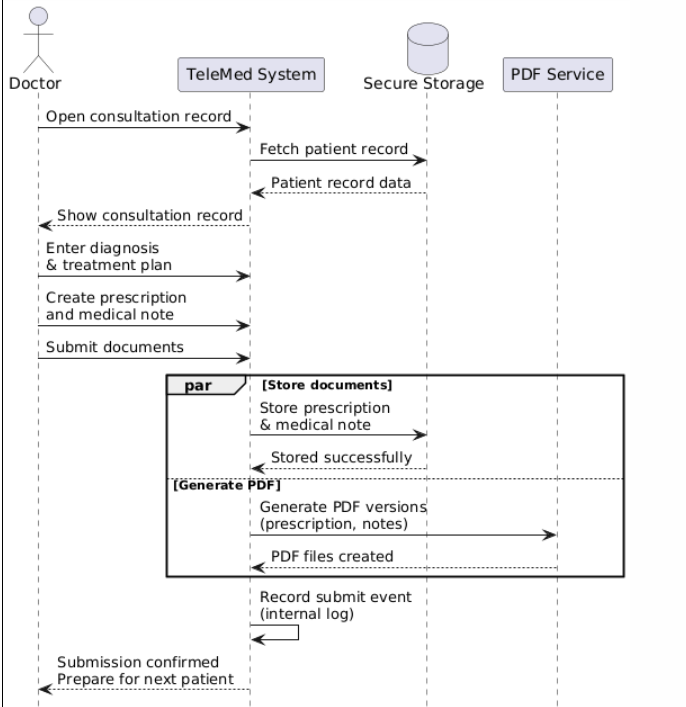 Doctor
TeleMed System
Secure Storage
PDF Service
Open consultation record
Fetch patient record
Patient record data
Show consultation record
Enter diagnosis
& treatment plan
Create prescription
and medical note
Submit documents
par
[Store documents]
Store prescription
& medical note
Stored successfully
[Generate PDF]
Generate PDF versions
(prescription, notes)
PDF files created
Record submit event
(internal log)
Submission confirmed
Prepare for next patient